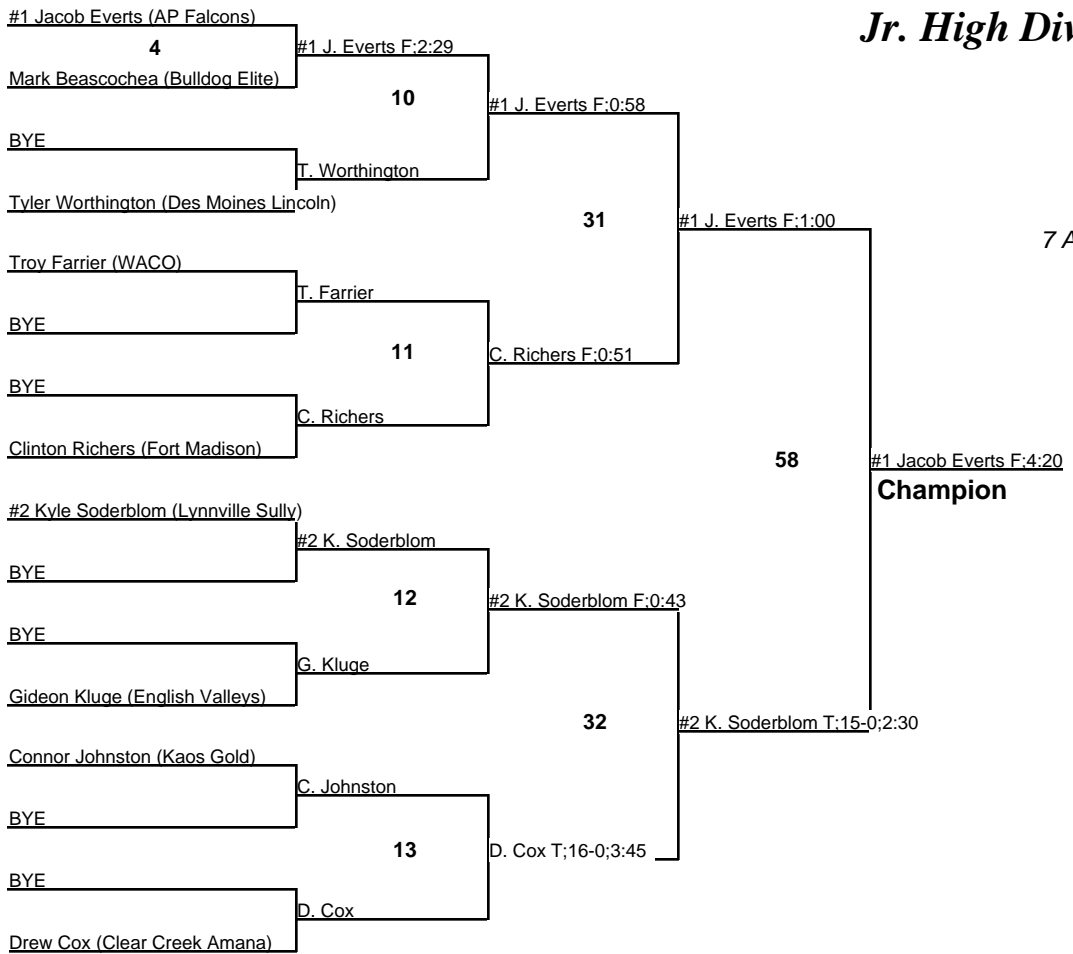 #1 Jacob Everts (AP Falcons)
Jr. High Div
4
#1 J. Everts F;2:29
Mark Beascochea (Bulldog Elite)
10
#1 J. Everts F;0:58
BYE
T. Worthington
Tyler Worthington (Des Moines Lincoln)
31
#1 J. Everts F;1:00
7 A
Troy Farrier (WACO)
T. Farrier
BYE
11
C. Richers F;0:51
BYE
C. Richers
Clinton Richers (Fort Madison)
58
#1 Jacob Everts F;4:20
Champion
#2 Kyle Soderblom (Lynnville Sully)
#2 K. Soderblom
BYE
12
#2 K. Soderblom F;0:43
BYE
G. Kluge
Gideon Kluge (English Valleys)
32
#2 K. Soderblom T;15-0;2:30
Connor Johnston (Kaos Gold)
C. Johnston
BYE
13
D. Cox T;16-0;3:45
BYE
D. Cox
Drew Cox (Clear Creek Amana)